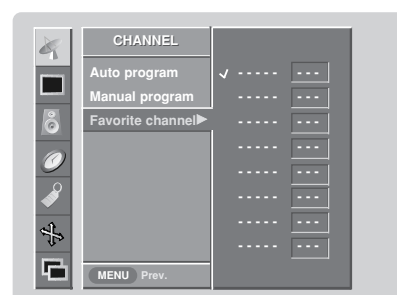 CHANNEL
Auto program
Manual program
Favorite channel▶
✓ ----- ---
----- ---
----- ---
----- ---
----- ---
----- ---
----- ---
----- ---
MENU Prev.